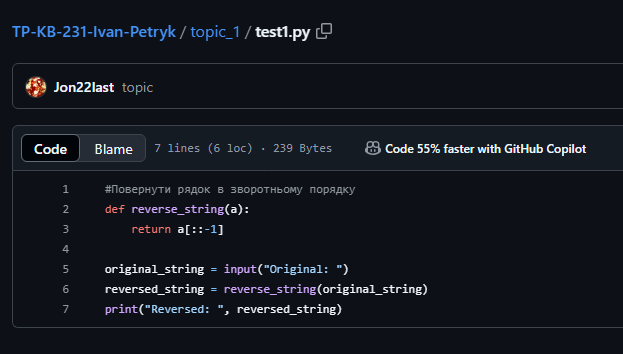 TP-KB-231-Ivan-Petryk / topic_1 / test1.py
Jon22last topic
Code Blame 7 lines (6 loc) · 239 Bytes Code 55% faster with GitHub Copilot
1 #Повернути рядок в зворотньому порядку
2 def reverse_string(a):
3     return a[::-1]
4
5 original_string = input("Original: ")
6 reversed_string = reverse_string(original_string)
7 print("Reversed: ", reversed_string)